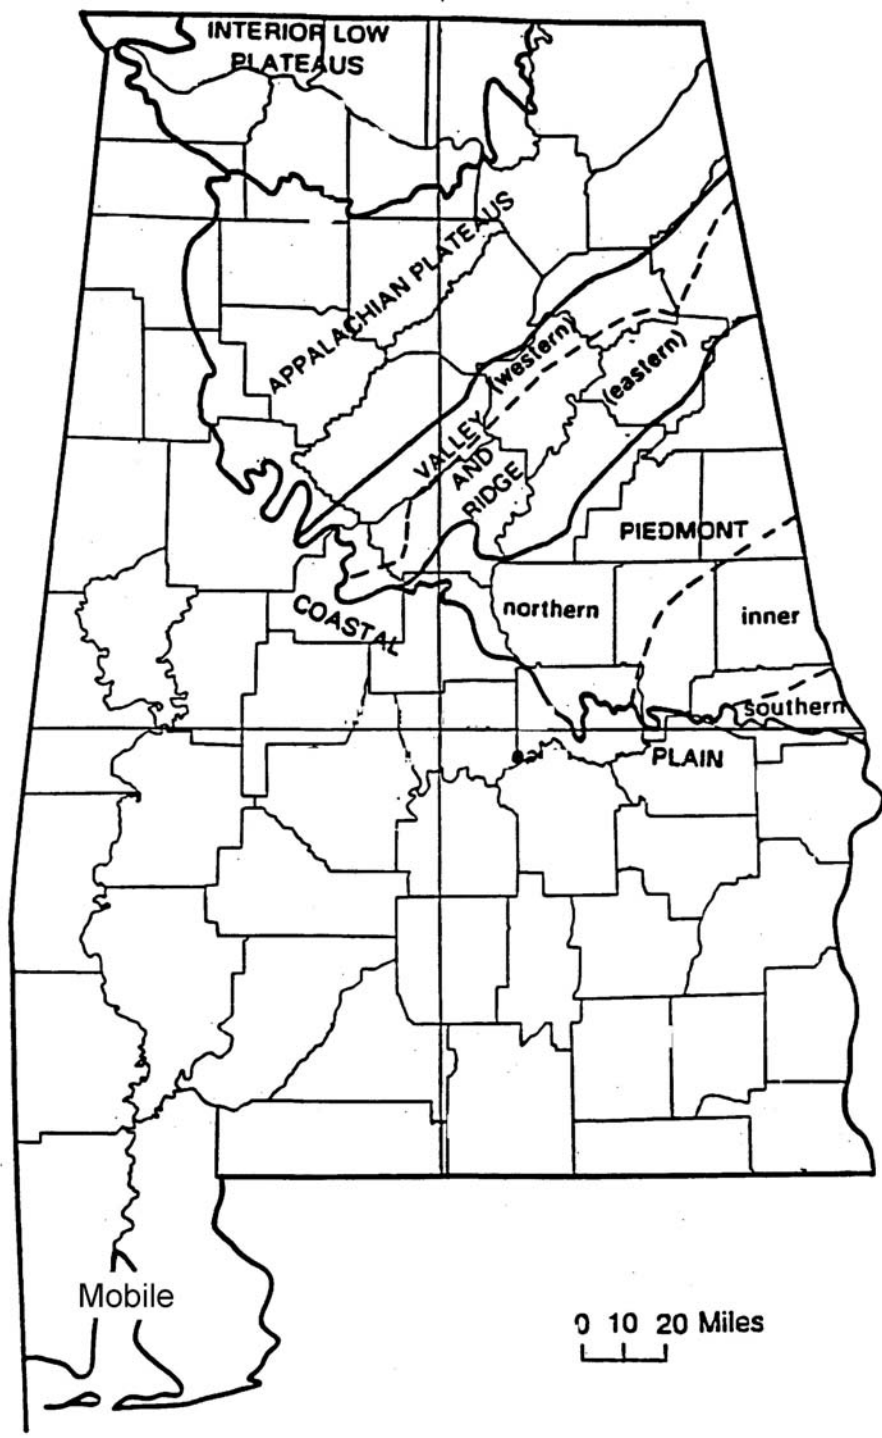 INTERIOR LOW
PLATEAUS
APPALACHIAN PLATEAUS
(western)
(eastern)
VALLEY
AND
RIDGE
PIEDMONT
northern
inner
COASTAL
southern
PLAIN
Mobile
0 10 20 Miles